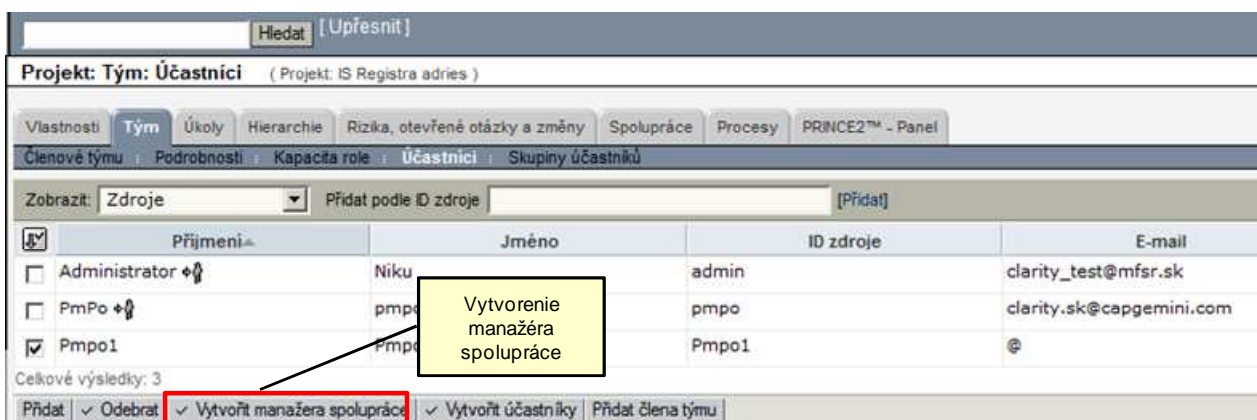 Hledat [ Upřesnit ]
Projekt: Tým: Účastníci ( Projekt: IS Registra adries )
Vlastnosti Tým Úkoly Hierarchie Rizika, otevřené otázky a změny Spolupráce Procesy PRINCE2™ - Panel
Členové týmu Podrobnosti Kapacita role Účastníci Skupiny účastníků
Zobrazit: Zdroje Přidat podle ID zdroje [Přidat]
Příjmení Jméno ID zdroje E-mail
Administrator Niku admin clarity_test@mfsr.sk
PmPo pmpo clarity.sk@capgemini.com
Pmpo1 Pmpo1 @
Vytvorenie
manažéra
spolupráce
Celkové výsledky: 3
Přidat Odebrat Vytvořit manažera spolupráce Vytvořit účastníky Přidat člena týmu